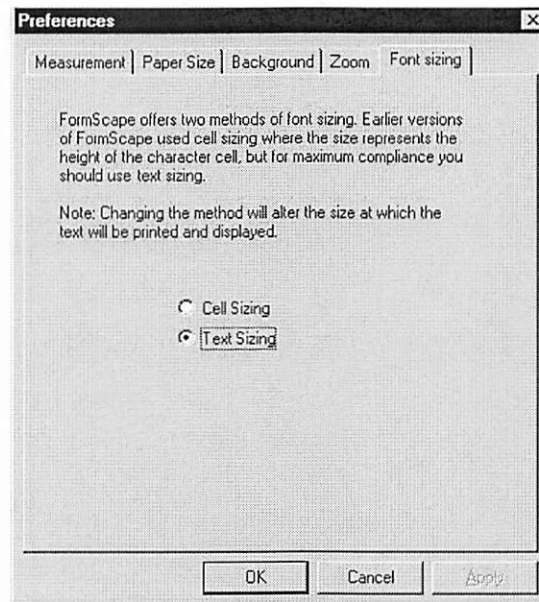 Preferences
Measurement Paper Size Background Zoom Font sizing
FormScape offers two methods of font sizing. Earlier versions
of FormScape used cell sizing where the size represents the
height of the character cell, but for maximum compliance you
should use text sizing.
Note: Changing the method will alter the size at which the
text will be printed and displayed.
Cell Sizing
Text Sizing
OK Cancel Apply